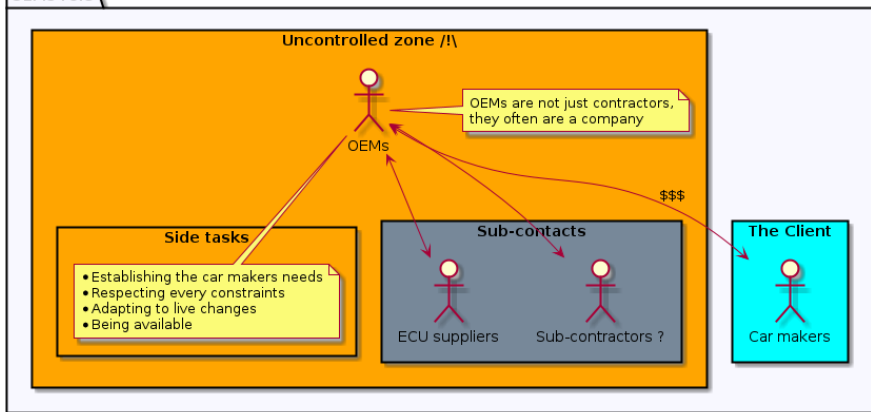 Uncontrolled zone /!\
OEMs are not just contractors,
they often are a company
OEMs
$$$
Side tasks
• Establishing the car makers needs
• Respecting every constraints
• Adapting to live changes
• Being available
Sub-contacts
ECU suppliers
Sub-contractors ?
The Client
Car makers